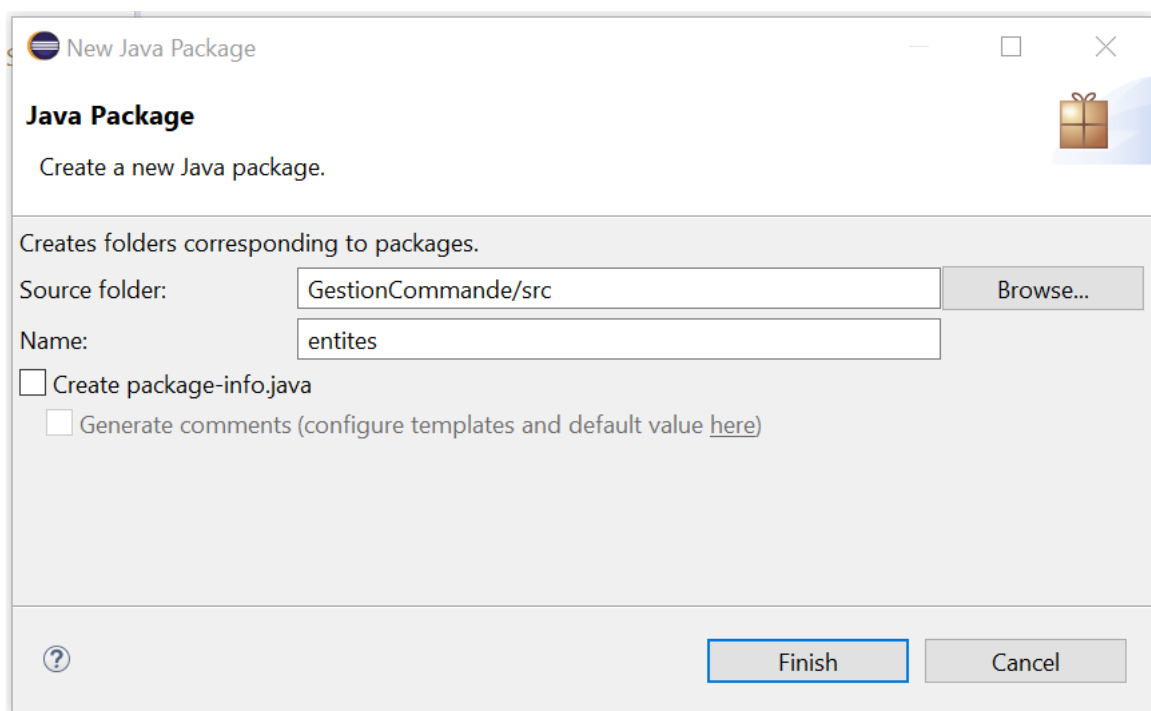 New Java Package
Java Package
Create a new Java package.
Creates folders corresponding to packages.
Source folder: GestionCommande/src Browse...
Name: entites
Create package-info.java
Generate comments (configure templates and default value here)
? Finish Cancel